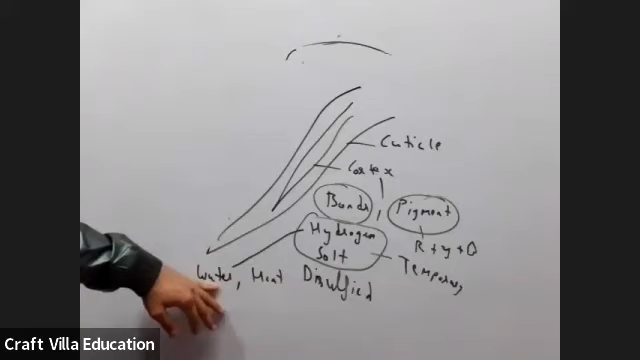 Cuticle
Cortex
Bonds, Pigment
Hydrogen
R + y + O
Salt
Temporary
Water, Heat
Disulfied
Craft Villa Education